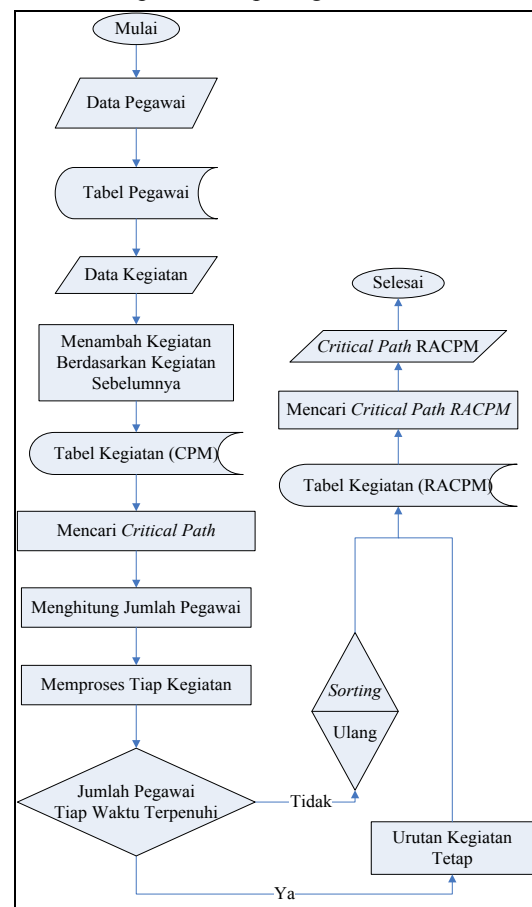 Mulai
Data Pegawai
Tabel Pegawai
Data Kegiatan
Menambah Kegiatan
Berdasarkan Kegiatan
Sebelumnya
Tabel Kegiatan (CPM)
Mencari Critical Path
Menghitung Jumlah Pegawai
Memproses Tiap Kegiatan
Jumlah Pegawai
Tiap Waktu Terpenuhi
Tidak
Ya
Sorting
Ulang
Urutan Kegiatan
Tetap
Tabel Kegiatan (RACPM)
Mencari Critical Path RACPM
Critical Path RACPM
Selesai